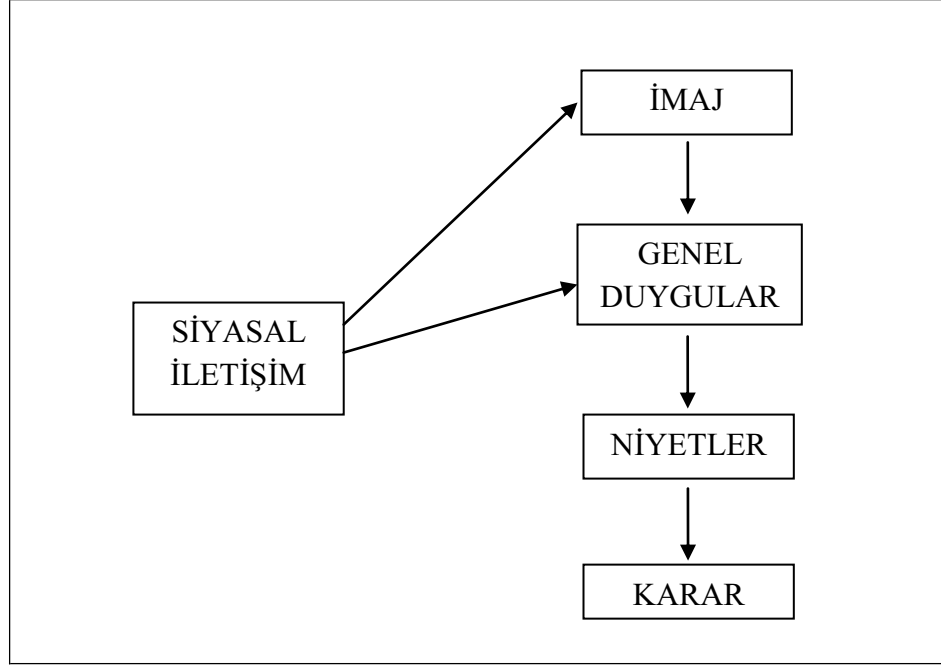 İMAJ
GENEL
DUYGULAR
SİYASAL
İLETİŞİM
NİYETLER
KARAR